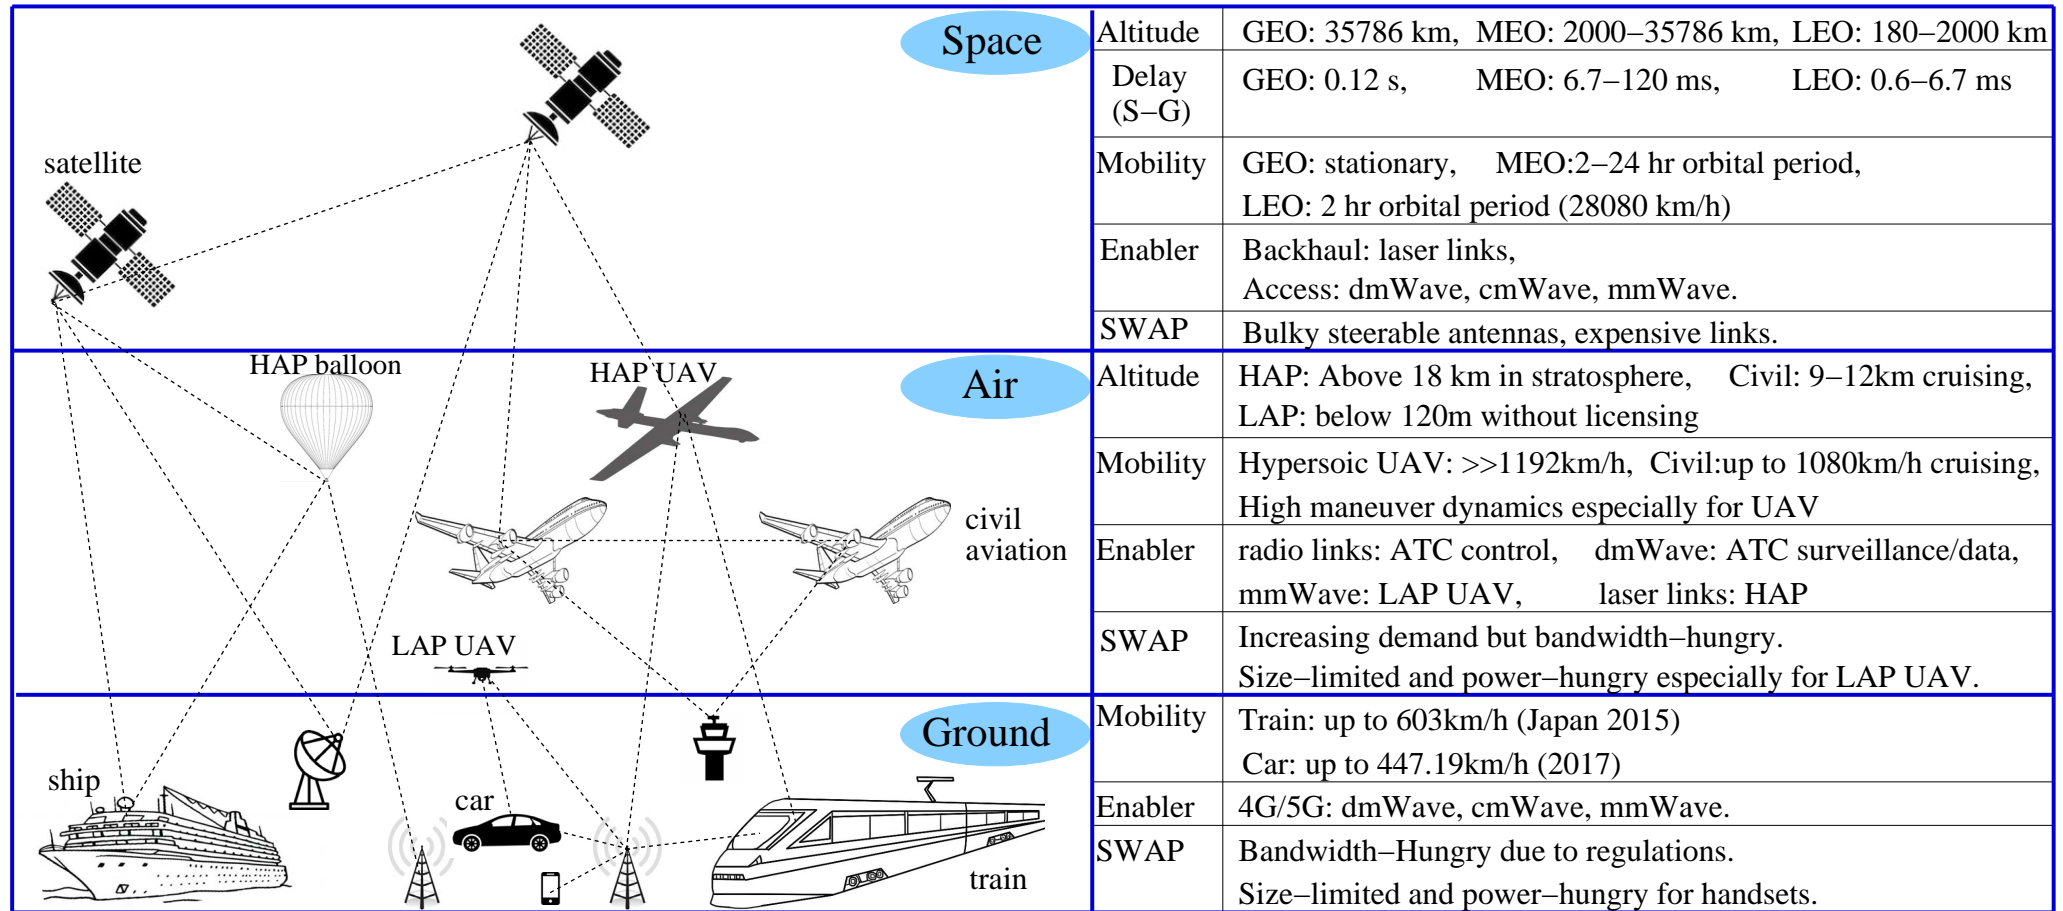 Space
satellite
Altitude
GEO: 35786 km, MEO: 2000−35786 km, LEO: 180−2000 km
Delay
(S−G)
GEO: 0.12 s, MEO: 6.7−120 ms, LEO: 0.6−6.7 ms
Mobility
GEO: stationary, MEO:2−24 hr orbital period,
LEO: 2 hr orbital period (28080 km/h)
Enabler
Backhaul: laser links,
Access: dmWave, cmWave, mmWave.
SWAP
Bulky steerable antennas, expensive links.
Air
HAP balloon
HAP UAV
civil
aviation
LAP UAV
Altitude
HAP: Above 18 km in stratosphere, Civil: 9−12km cruising,
LAP: below 120m without licensing
Mobility
Hypersoic UAV: >>1192km/h, Civil:up to 1080km/h cruising,
High maneuver dynamics especially for UAV
Enabler
radio links: ATC control, dmWave: ATC surveillance/data,
mmWave: LAP UAV, laser links: HAP
SWAP
Increasing demand but bandwidth−hungry.
Size−limited and power−hungry especially for LAP UAV.
Ground
ship
car
train
Mobility
Train: up to 603km/h (Japan 2015)
Car: up to 447.19km/h (2017)
Enabler
4G/5G: dmWave, cmWave, mmWave.
SWAP
Bandwidth−Hungry due to regulations.
Size−limited and power−hungry for handsets.